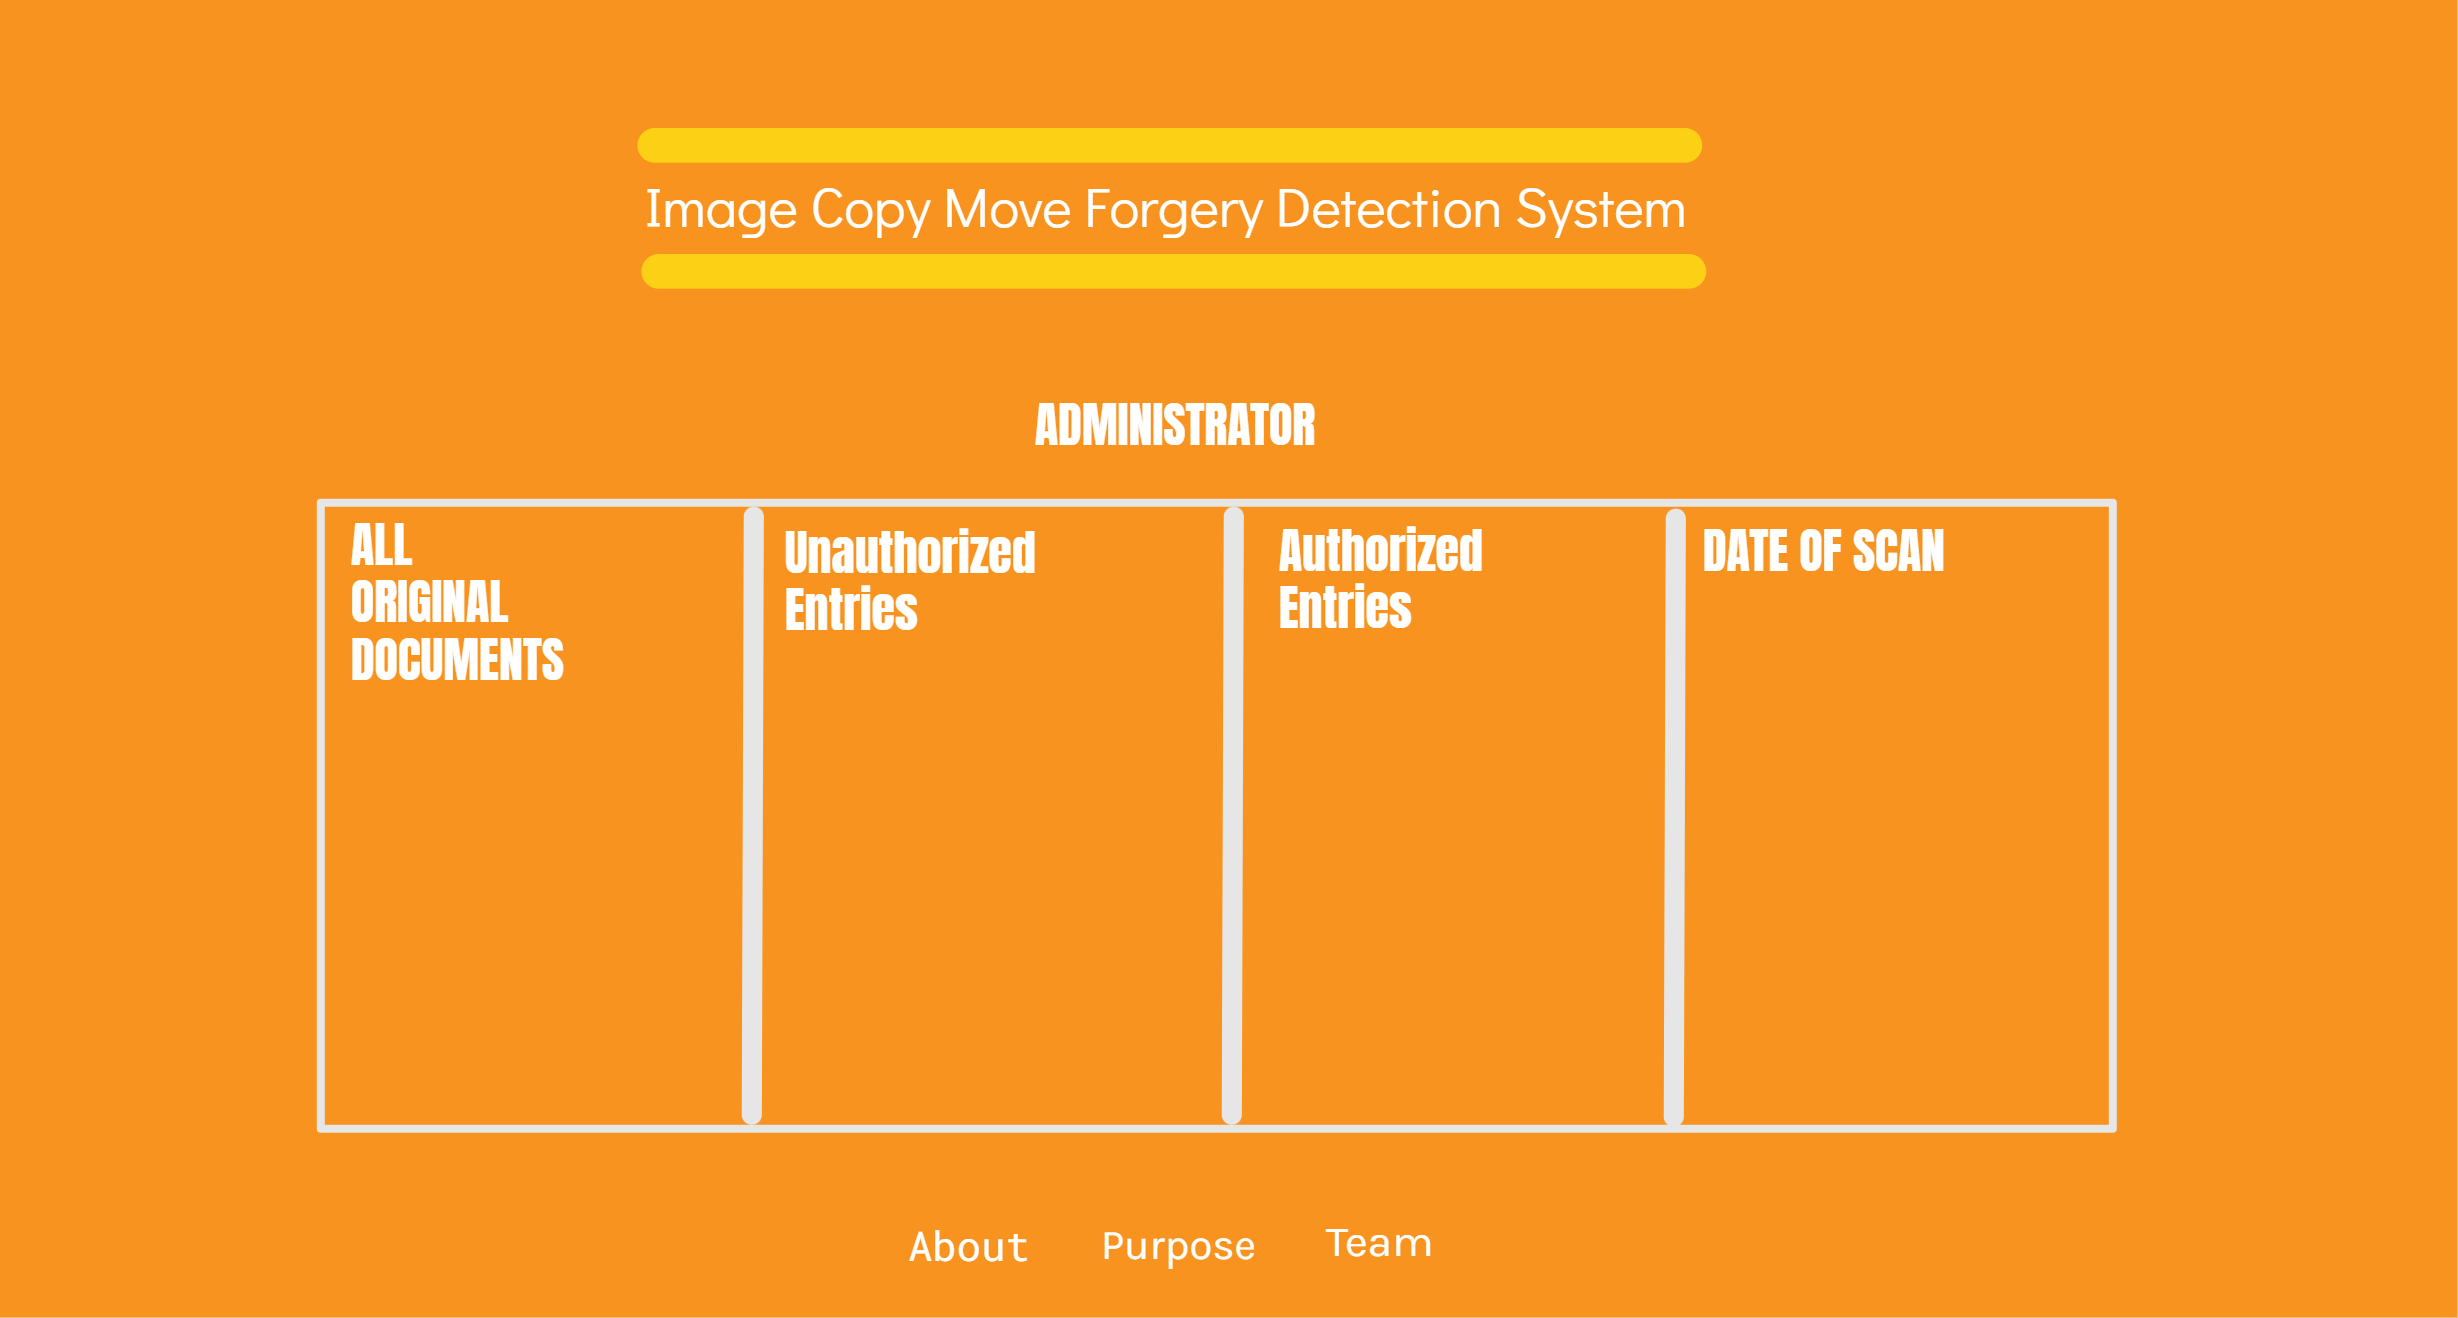 Image Copy Move Forgery Detection System
ADMINISTRATOR
ALL
ORIGINAL
DOCUMENTS
Unauthorized
Entries
Authorized
Entries
DATE OF SCAN
About
Purpose
Team